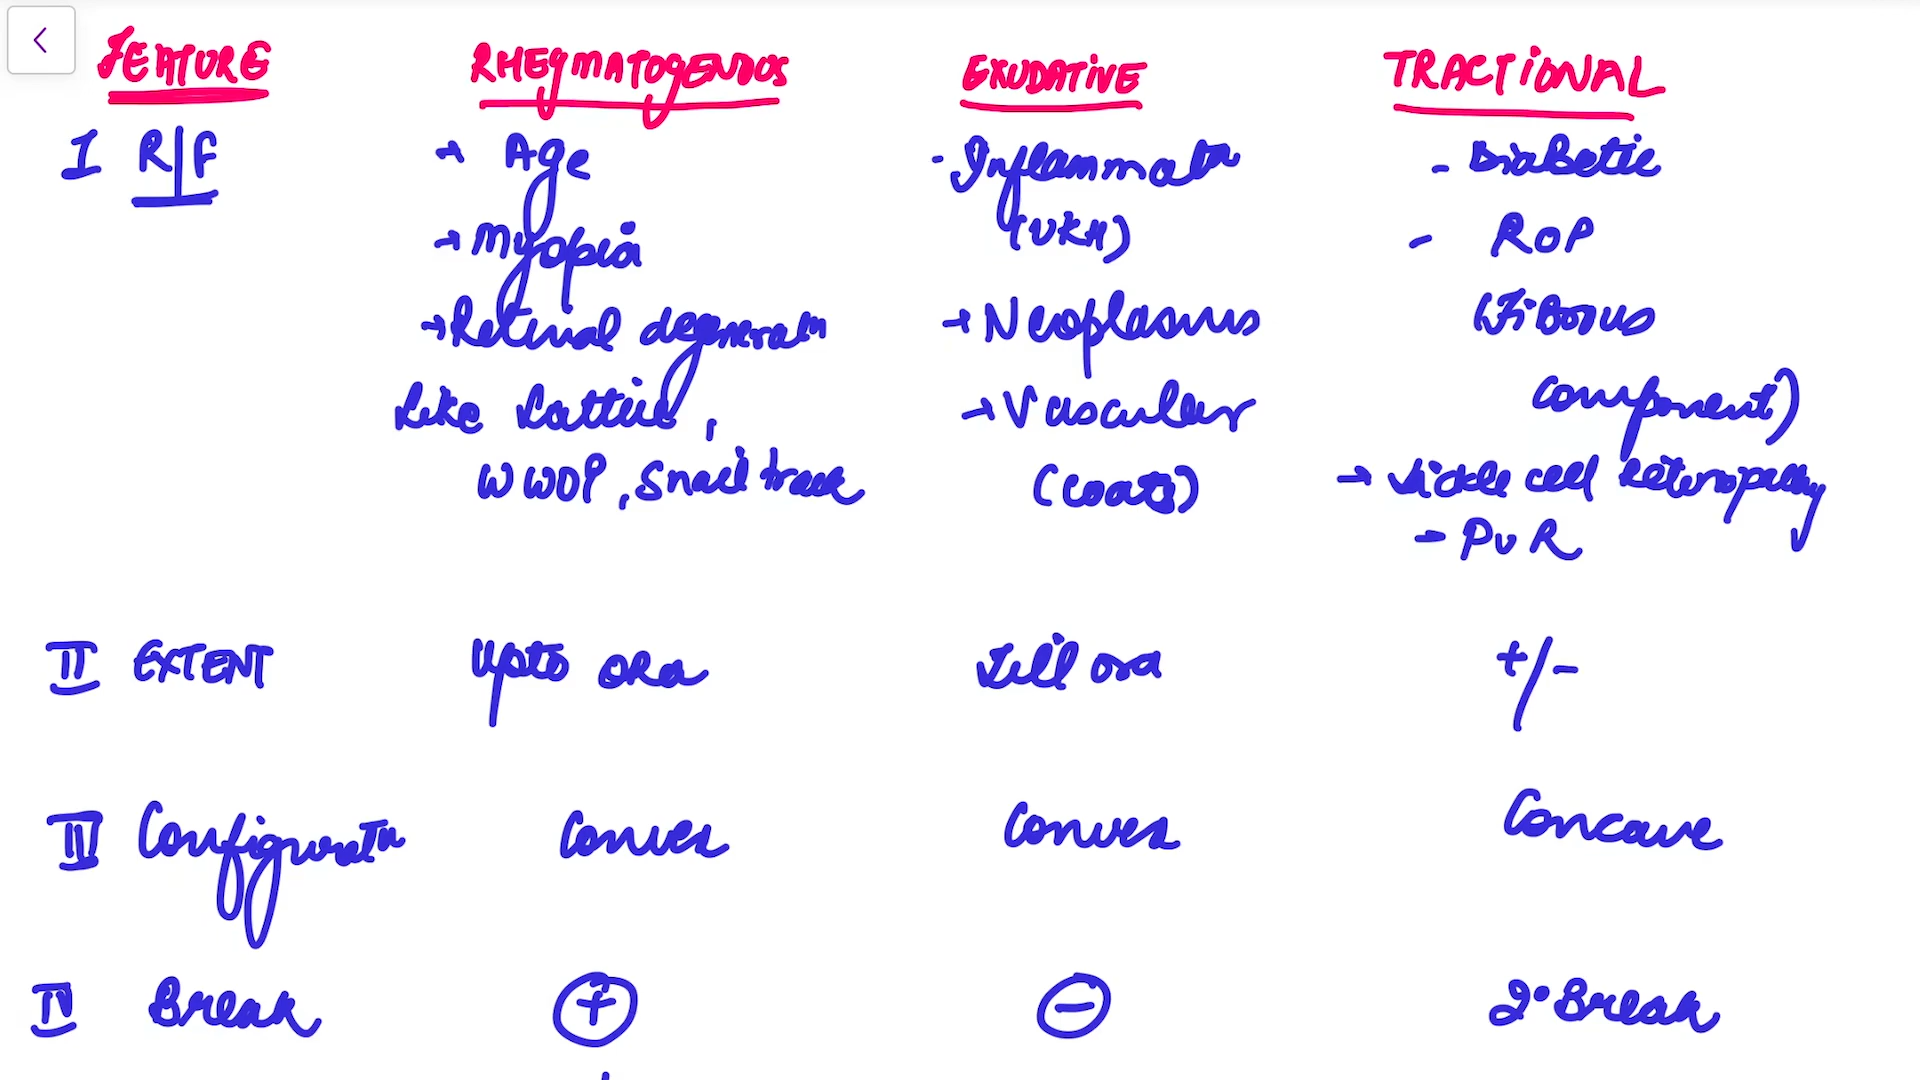 FEATURE RHEGMATOGENOUS EXUDATIVE TRACTIONAL
I R/F → Age - Inflammatn - Diabetic
→ Myopia (VKH) - ROP
→ Retinal degeneratn → Neoplasms (Fibrous
like Lattice, → Vascular component)
WWOP, Snail track (coats) → Sickle cell retinopathy
- PVR
II EXTENT Upto ora Till ora +/-
III Configuratn Convex Convex Concave
IV Break + - 2° Break